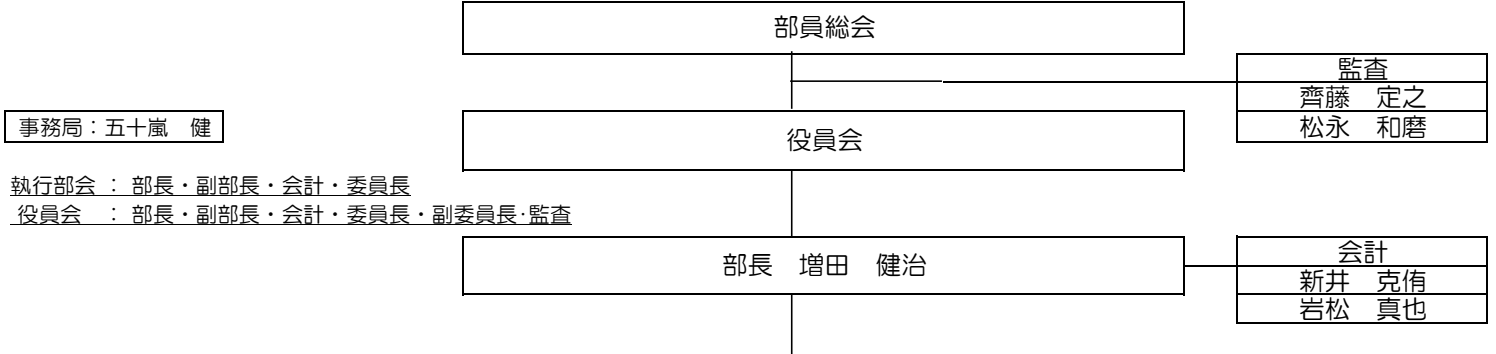 部員総会
監査
齊藤　定之
松永　和磨
事務局：五十嵐　健
役員会
執行部会 ： 部長・副部長・会計・委員長
役員会　： 部長・副部長・会計・委員長・副委員長・監査
部長　増田　健治
会計
新井　克侑
岩松　真也